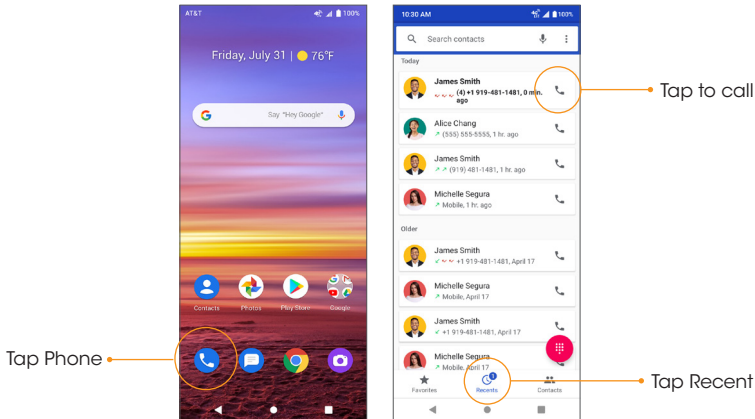 AT&T
100%
Friday, July 31 | 76°F
Say "Hey Google"
Contacts
Photos
Play Store
Google
Tap Phone
10:30 AM
100%
Search contacts
Today
James Smith
(4) +1 919-481-1481, 0 min.
ago
Tap to call
Alice Chang
(555) 555-5555, 1 hr. ago
James Smith
(919) 481-1481, 1 hr. ago
Michelle Segura
Mobile, 1 hr. ago
Older
James Smith
+1 919-481-1481, April 17
Michelle Segura
Mobile, April 17
James Smith
+1 919-481-1481, April 17
Michelle Segura
Mobile, April 17
1
Favorites
Recents
Contacts
Tap Recent